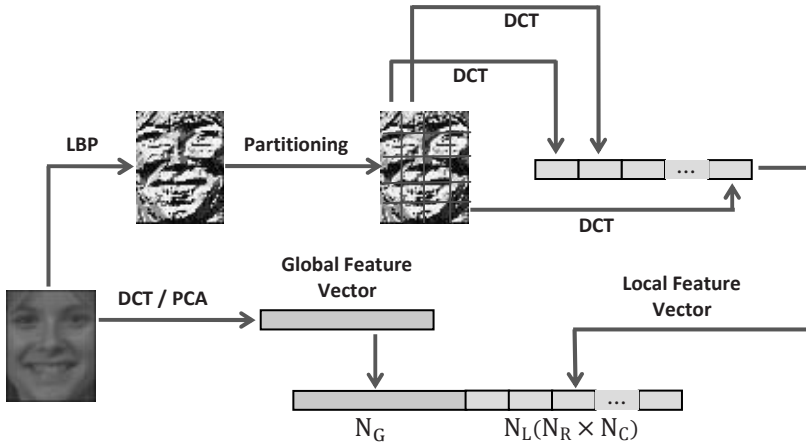 DCT
DCT
LBP
Partitioning
...
DCT
Global Feature
Vector
DCT / PCA
Local Feature
Vector
...
N_G
N_L(N_R × N_C)